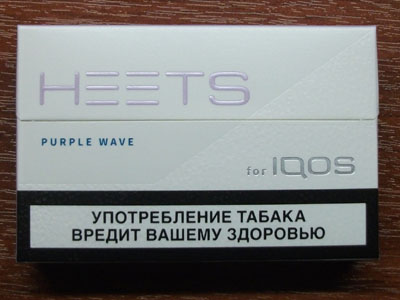 HEETS
PURPLE WAVE
for IQOS
УПОТРЕБЛЕНИЕ ТАБАКА
ВРЕДИТ ВАШЕМУ ЗДОРОВЬЮ